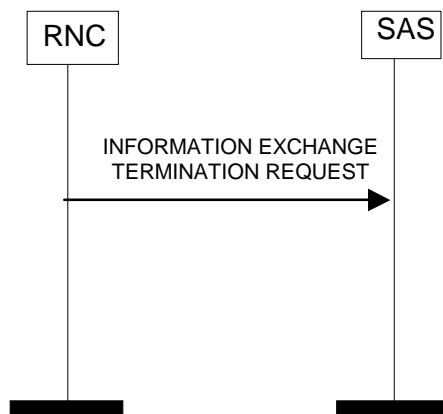 RNC
SAS
INFORMATION EXCHANGE
TERMINATION REQUEST